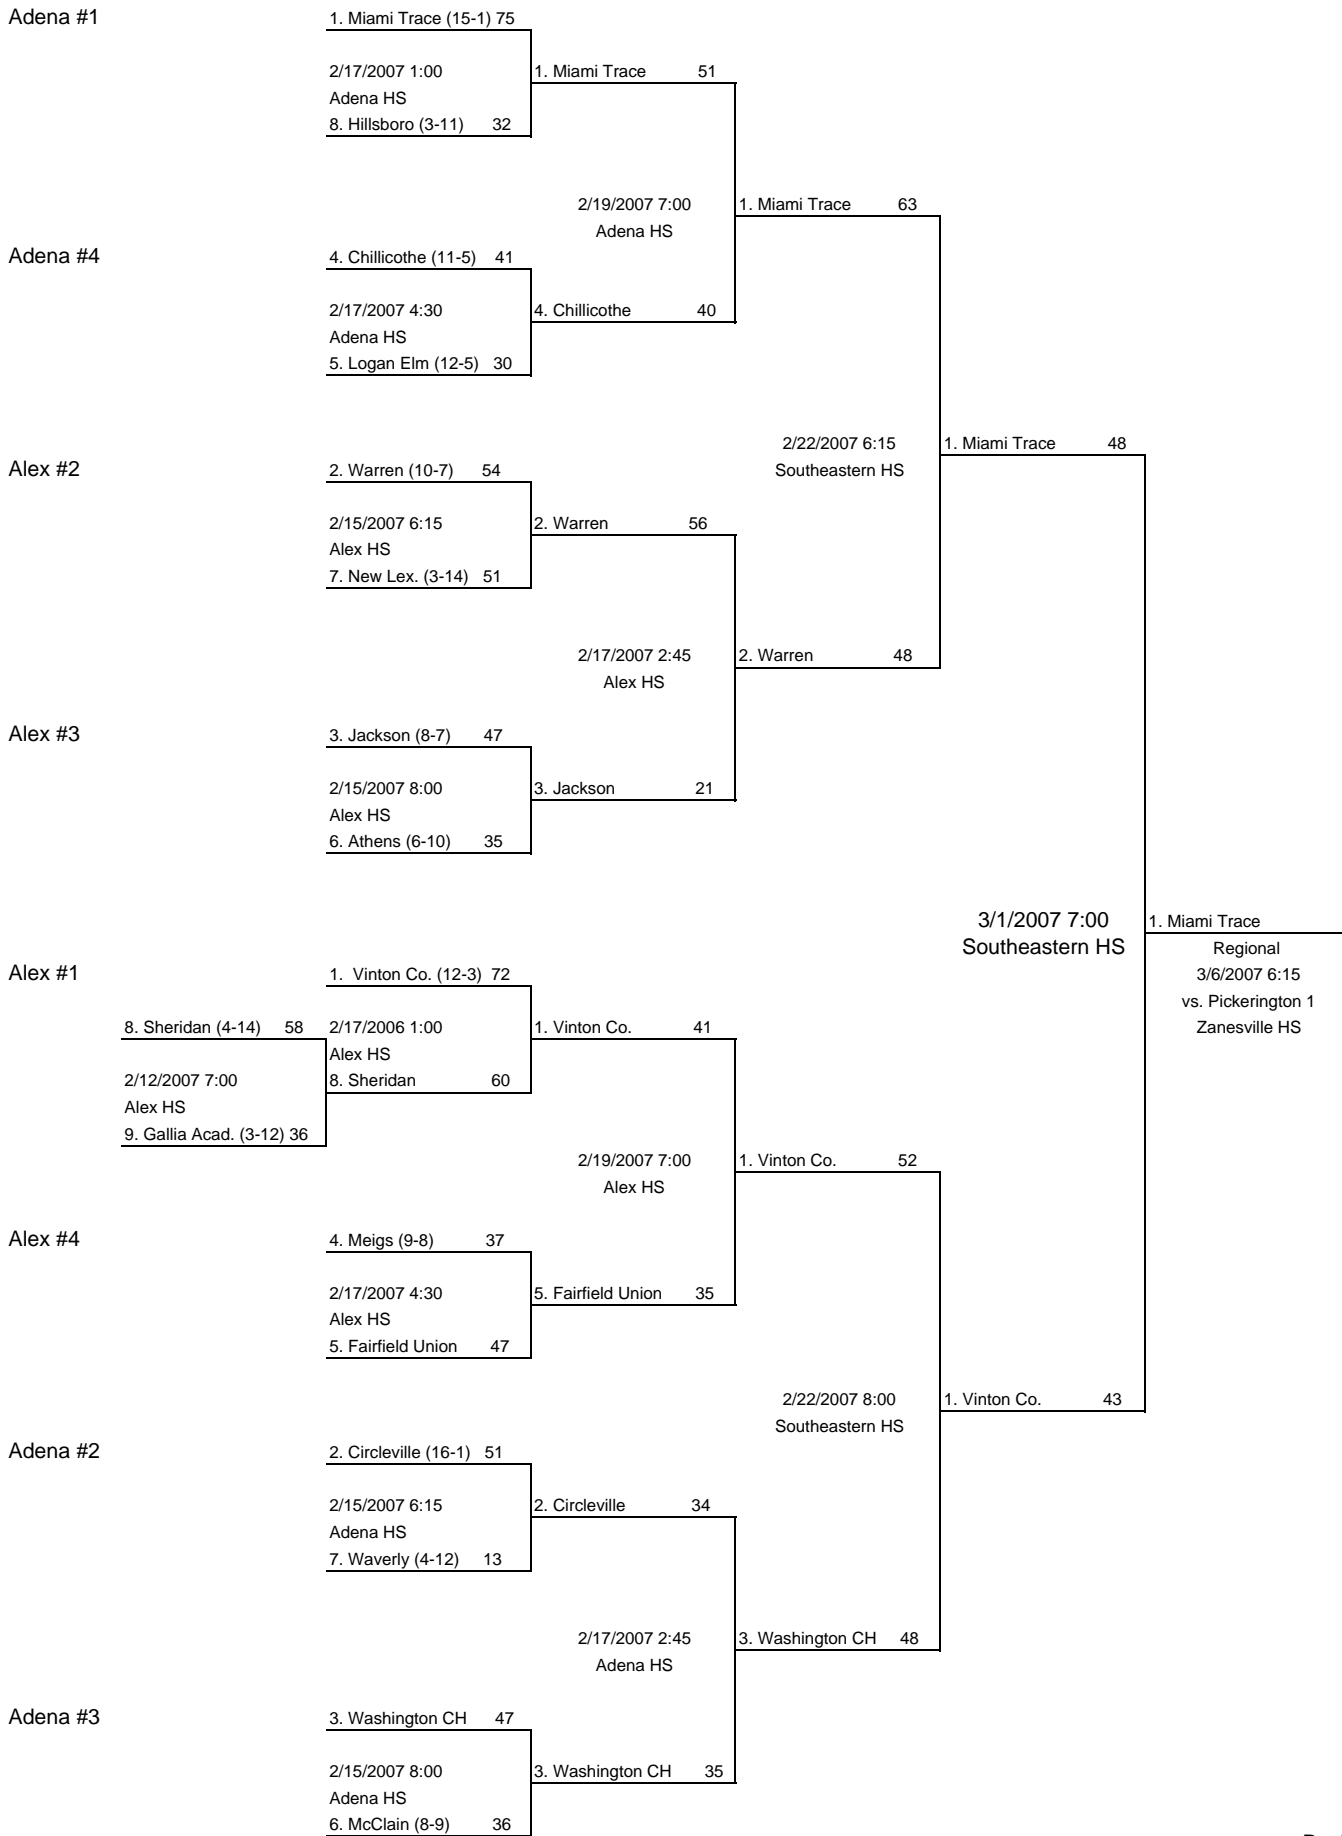 Adena #1
1. Miami Trace (15-1) 75
2/17/2007 1:00
1. Miami Trace 51
Adena HS
8. Hillsboro (3-11) 32
2/19/2007 7:00
1. Miami Trace 63
Adena HS
Adena #4
4. Chillicothe (11-5) 41
2/17/2007 4:30
4. Chillicothe 40
Adena HS
5. Logan Elm (12-5) 30
2/22/2007 6:15
1. Miami Trace 48
Southeastern HS
Alex #2
2. Warren (10-7) 54
2/15/2007 6:15
2. Warren 56
Alex HS
7. New Lex. (3-14) 51
2/17/2007 2:45
2. Warren 48
Alex HS
Alex #3
3. Jackson (8-7) 47
2/15/2007 8:00
3. Jackson 21
Alex HS
6. Athens (6-10) 35
3/1/2007 7:00
1. Miami Trace
Southeastern HS
Regional
3/6/2007 6:15
vs. Pickerington 1
Zanesville HS
Alex #1
1. Vinton Co. (12-3) 72
8. Sheridan (4-14) 58
2/17/2006 1:00
1. Vinton Co. 41
Alex HS
2/12/2007 7:00
8. Sheridan 60
Alex HS
9. Gallia Acad. (3-12) 36
2/19/2007 7:00
1. Vinton Co. 52
Alex HS
Alex #4
4. Meigs (9-8) 37
2/17/2007 4:30
5. Fairfield Union 35
Alex HS
5. Fairfield Union 47
2/22/2007 8:00
1. Vinton Co. 43
Southeastern HS
Adena #2
2. Circleville (16-1) 51
2/15/2007 6:15
2. Circleville 34
Adena HS
7. Waverly (4-12) 13
2/17/2007 2:45
3. Washington CH 48
Adena HS
Adena #3
3. Washington CH 47
2/15/2007 8:00
3. Washington CH 35
Adena HS
6. McClain (8-9) 36